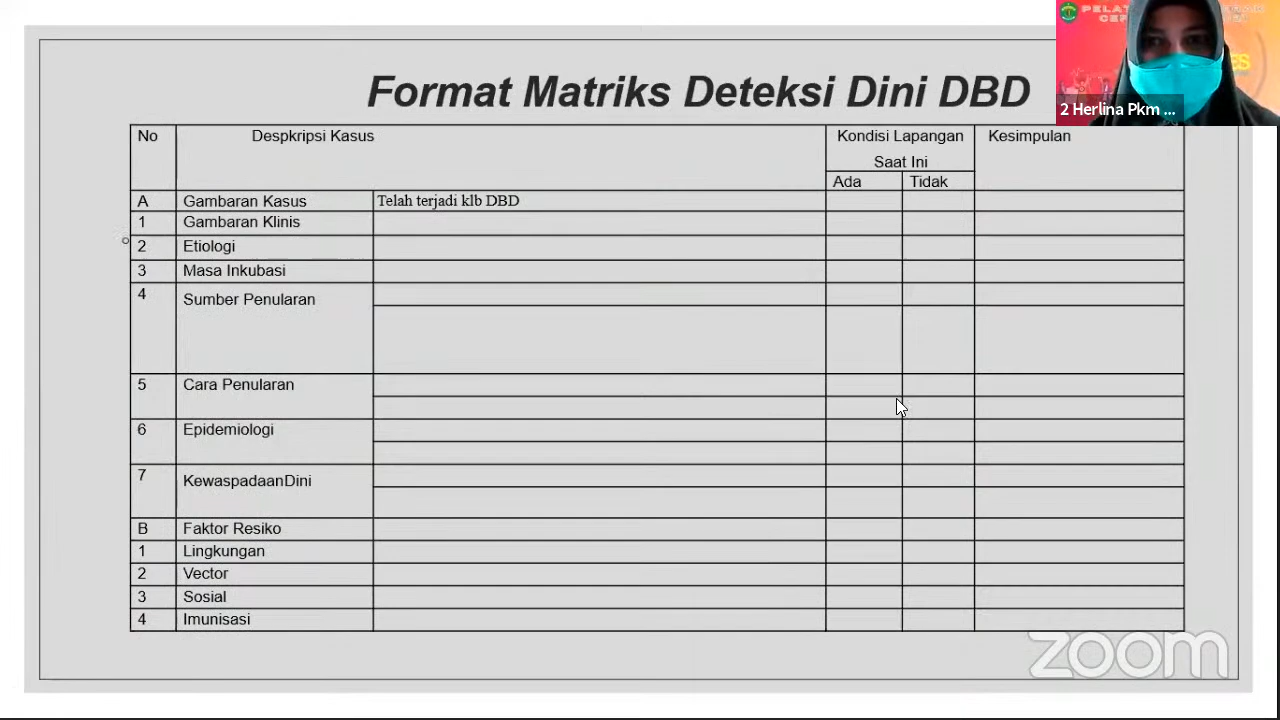 Format Matriks Deteksi Dini DBD
2 Herlina Pkm ...
No Despkripsi Kasus Kondisi Lapangan Saat Ini Kesimpulan
Ada Tidak
A Gambaran Kasus Telah terjadi klb DBD
1 Gambaran Klinis
2 Etiologi
3 Masa Inkubasi
4 Sumber Penularan
5 Cara Penularan
6 Epidemiologi
7 KewaspadaanDini
B Faktor Resiko
1 Lingkungan
2 Vector
3 Sosial
4 Imunisasi
zoom